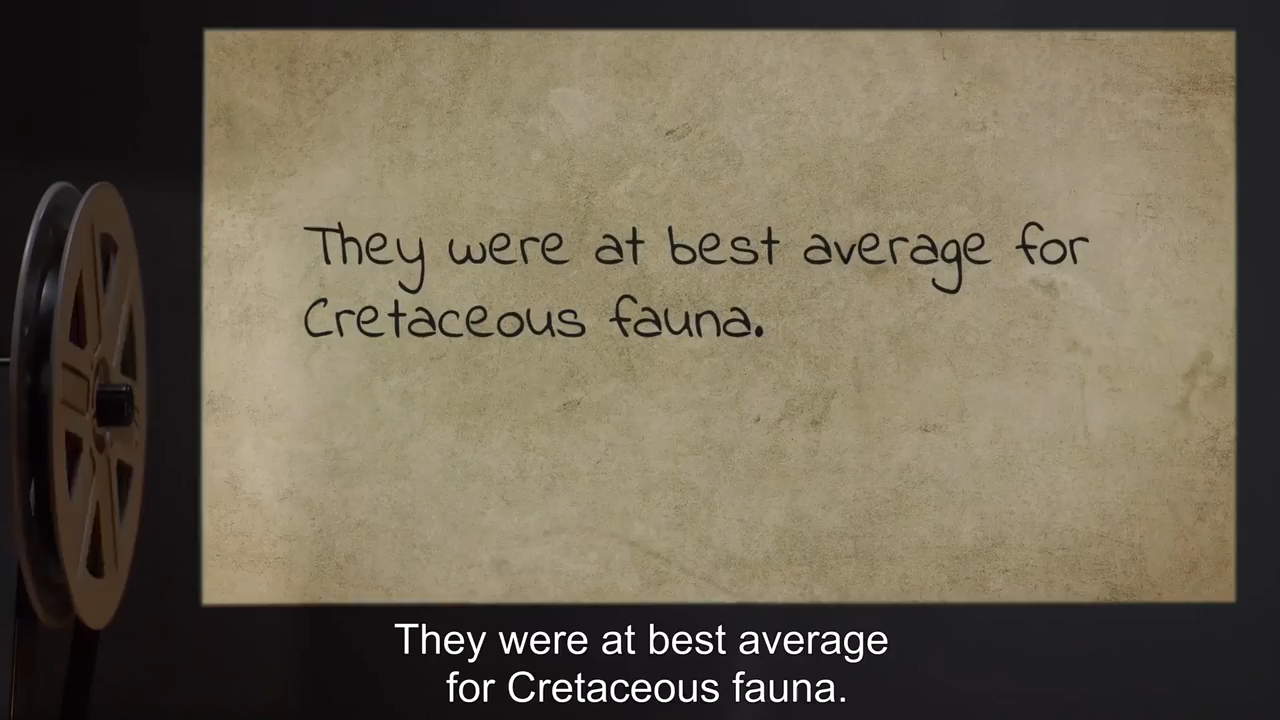 They were at best average for
Cretaceous fauna.
They were at best average
for Cretaceous fauna.